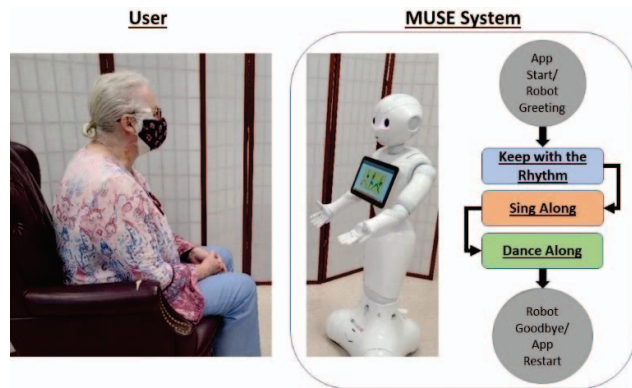 User
MUSE System
App
Start/
Robot
Greeting
Keep with the
Rhythm
Sing Along
Dance Along
Robot
Goodbye/
App
Restart